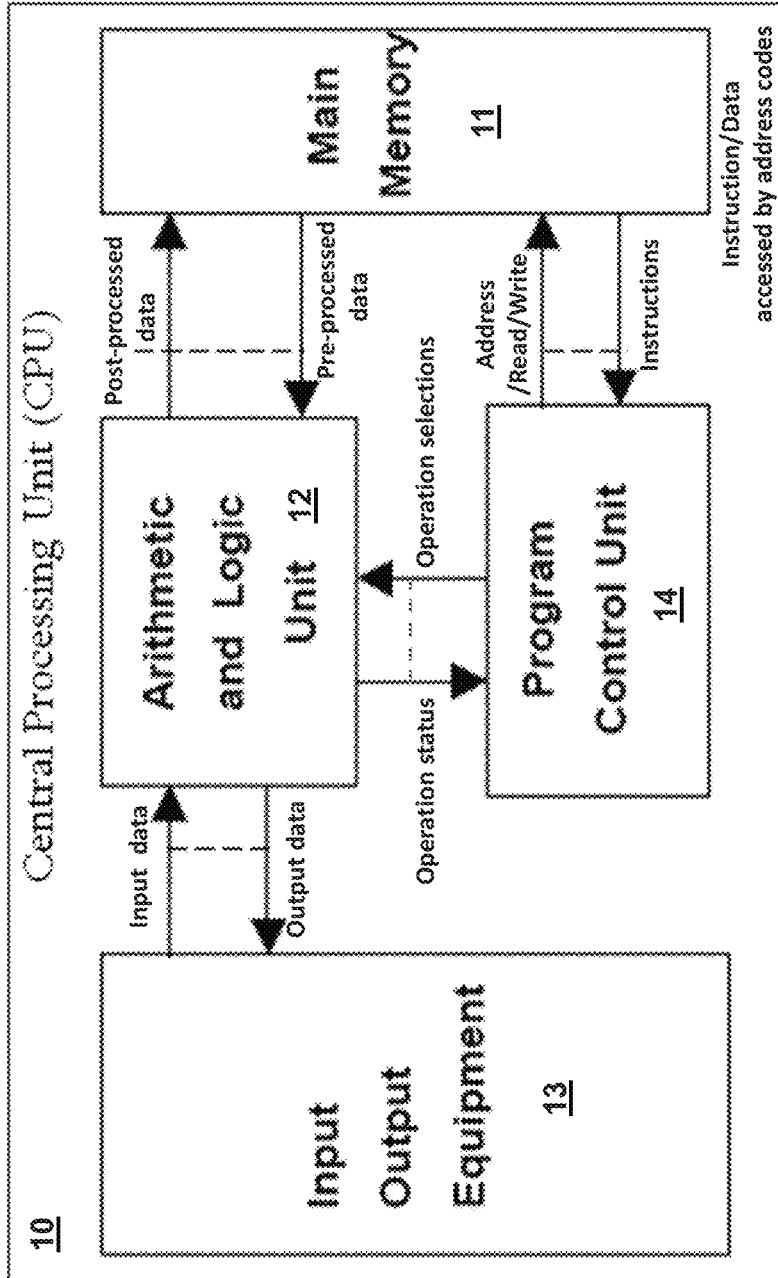 10
Central Processing Unit (CPU)
Input
Output
Equipment
13
Input data
Output data
Arithmetic
and Logic
Unit 12
Operation status
Operation selections
Program
Control Unit
14
Post-processed
data
Pre-processed
data
Address
/Read/Write
Instructions
Main
Memory
11
Instruction/Data
accessed by address codes